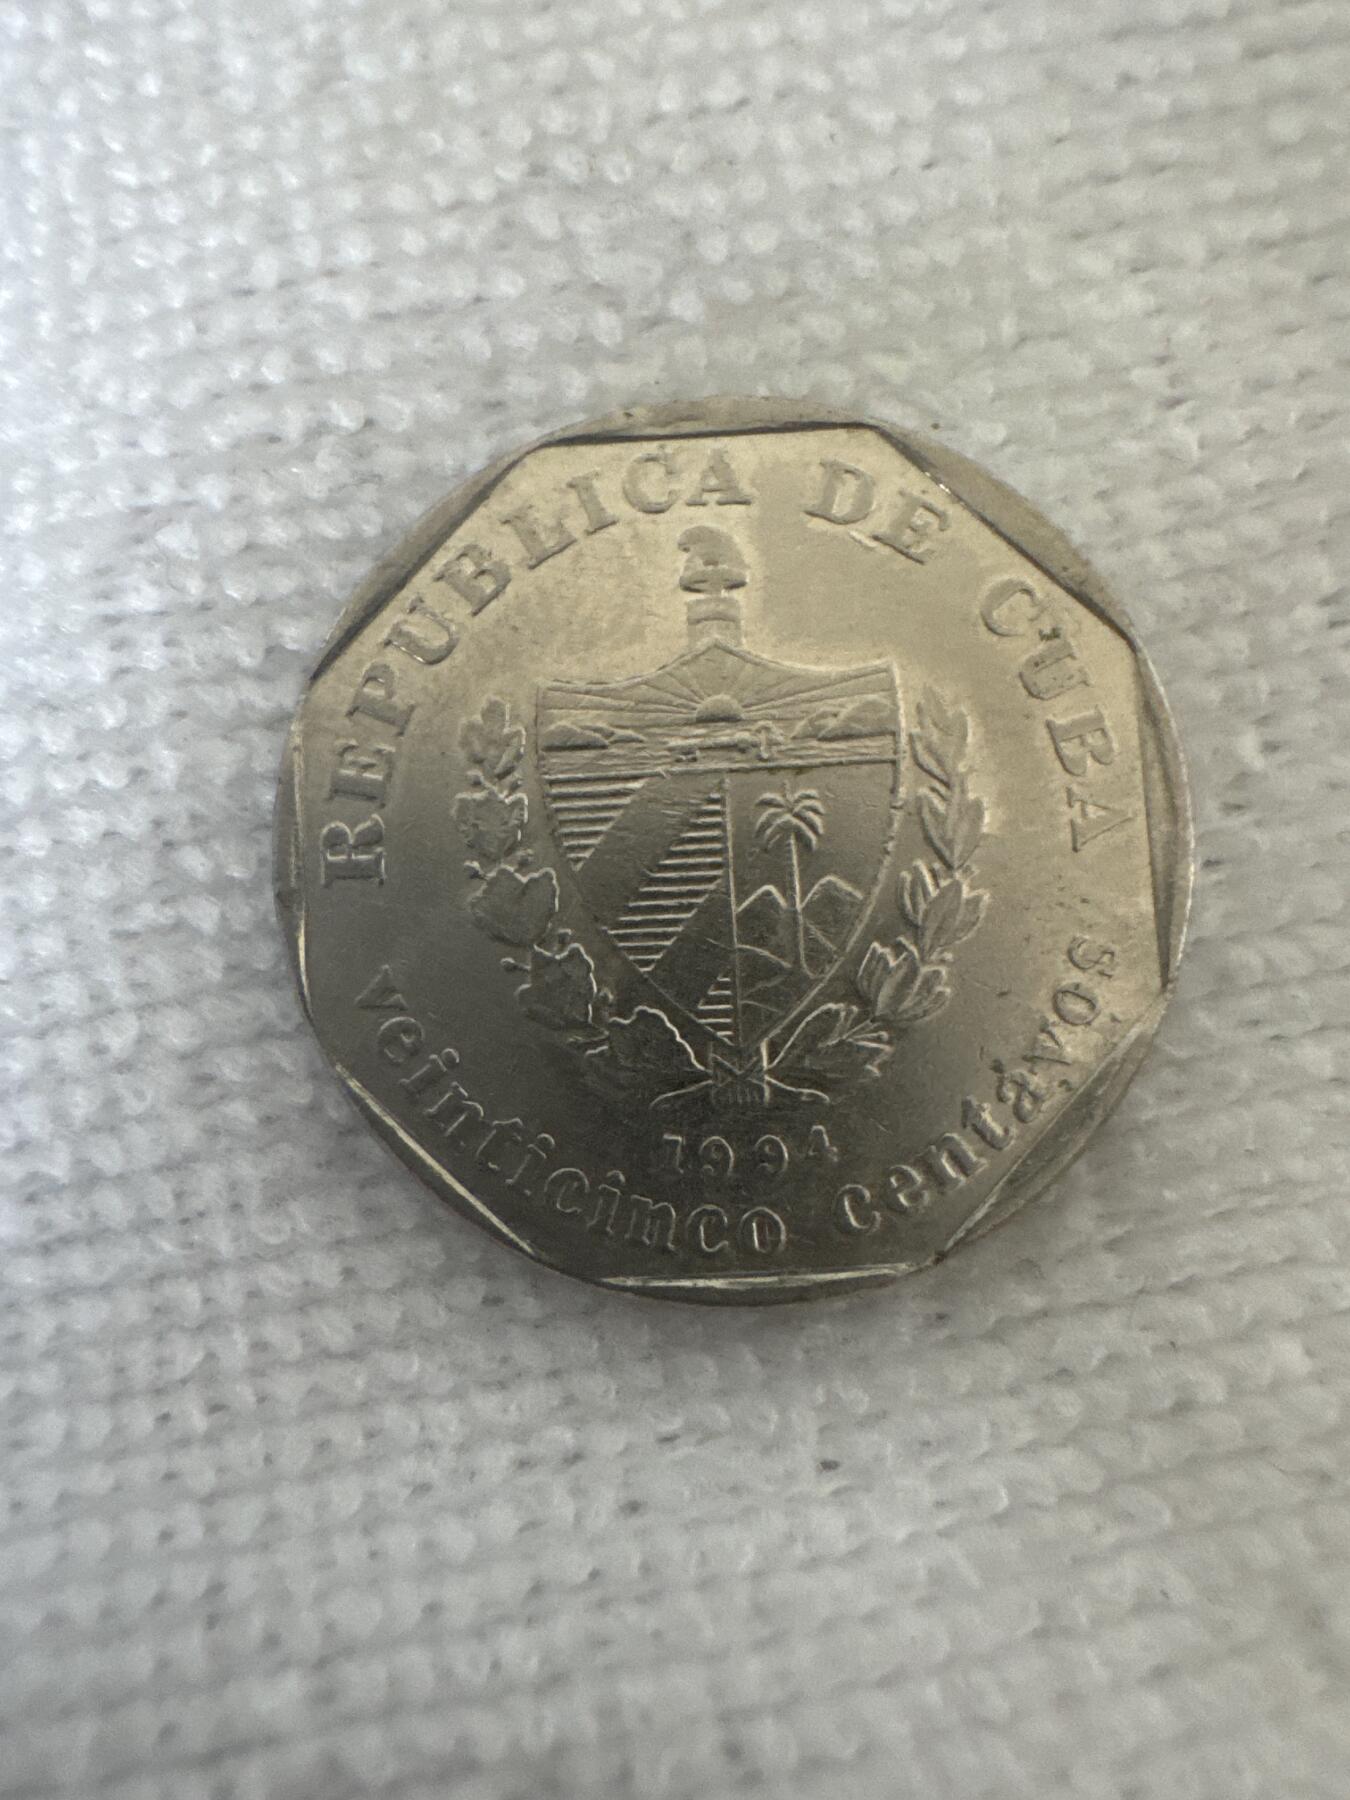 REPUBLICA DE CUBA
1994
veinticinco centavos